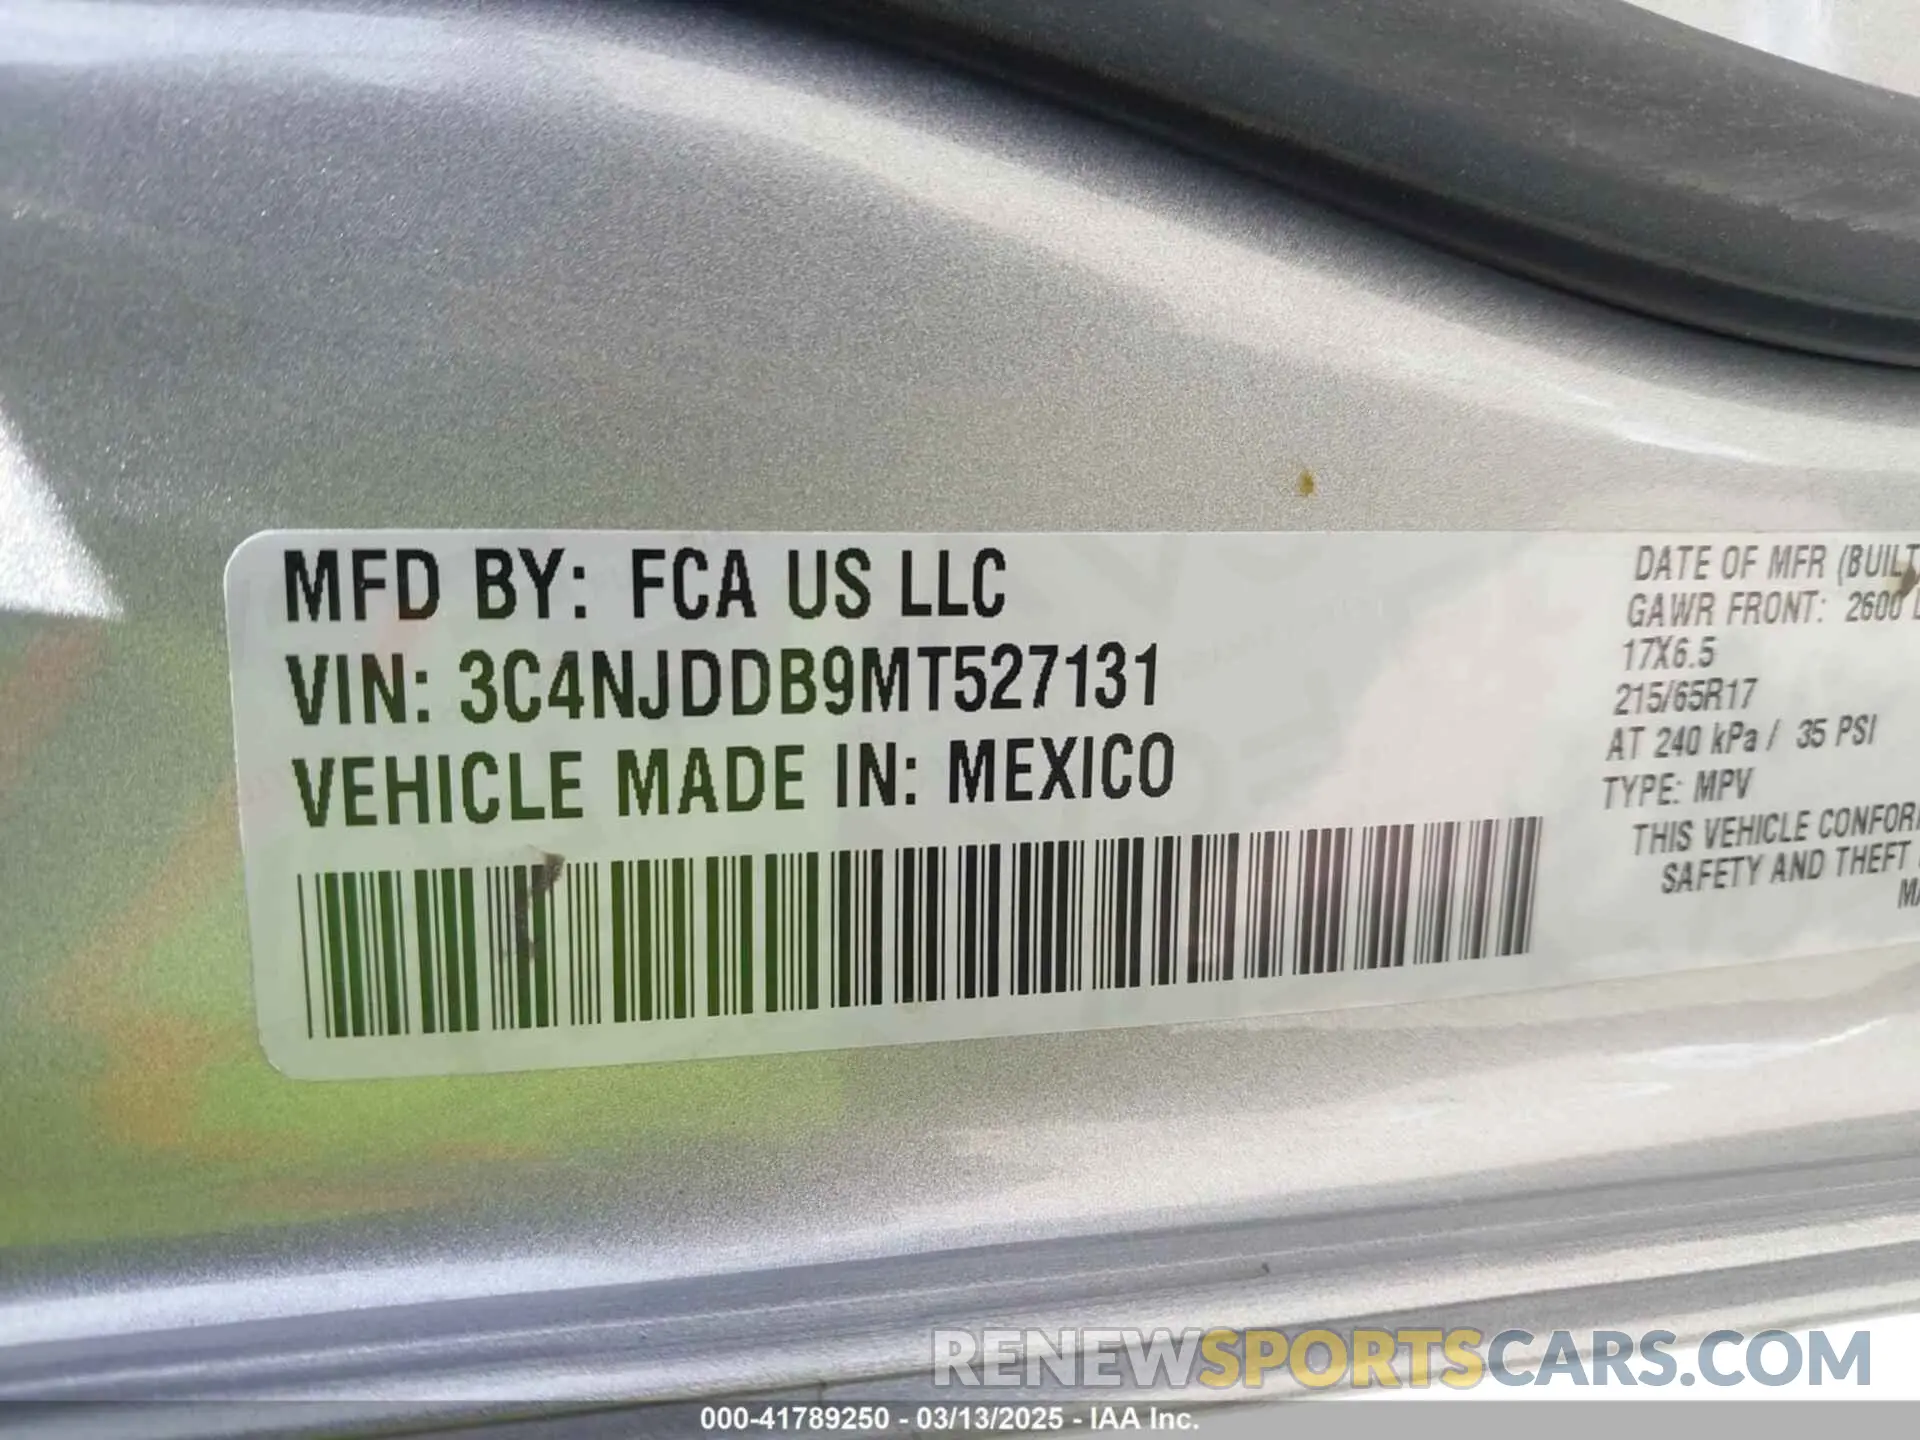 MFD BY: FCA US LLC
VIN: 3C4NJDDB9MT527131
VEHICLE MADE IN: MEXICO
DATE OF MFR (BUILT
GAWR FRONT: 2600
17X6.5
215/65R17
AT 240 kPa / 35 PSI
TYPE: MPV
THIS VEHICLE CONFOR
SAFETY AND THEFT
RENEWSPORTSCARS.COM
000-41789250 - 03/13/2025 - IAA Inc.